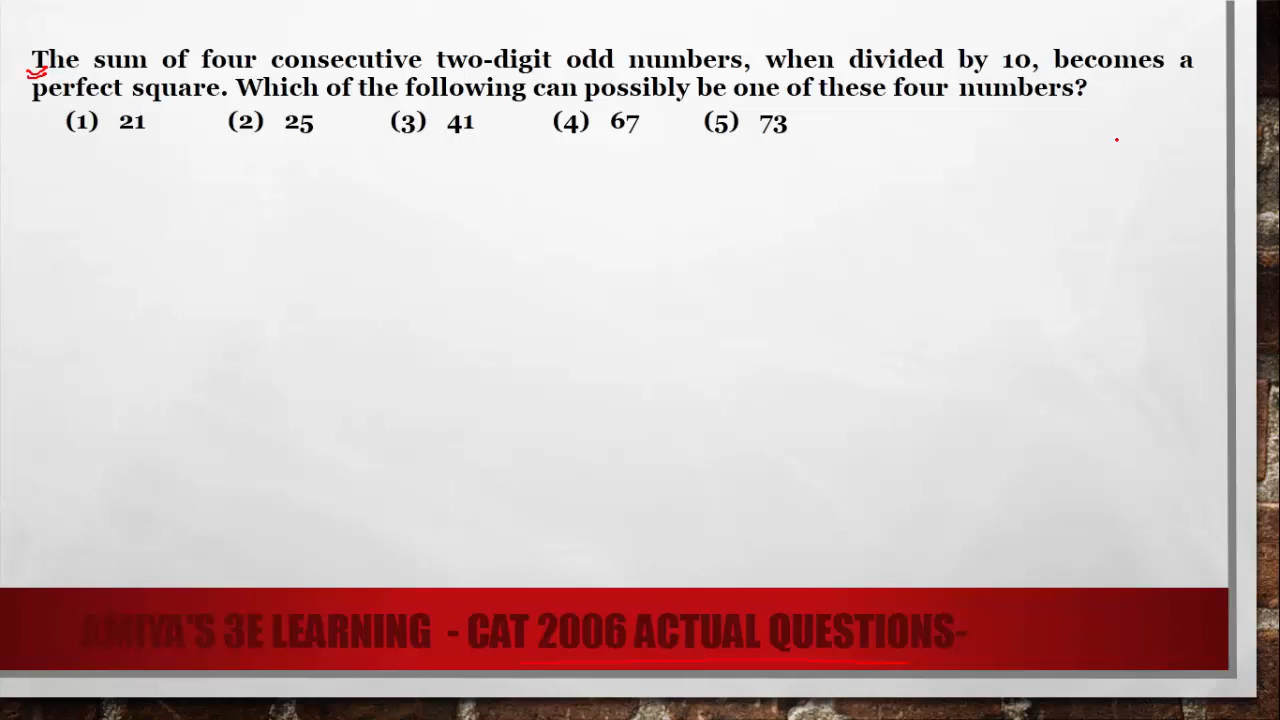 The sum of four consecutive two-digit odd numbers, when divided by 10, becomes a
perfect square. Which of the following can possibly be one of these four numbers?
(1) 21 (2) 25 (3) 41 (4) 67 (5) 73
AMIYA'S 3E LEARNING - CAT 2006 ACTUAL QUESTIONS-